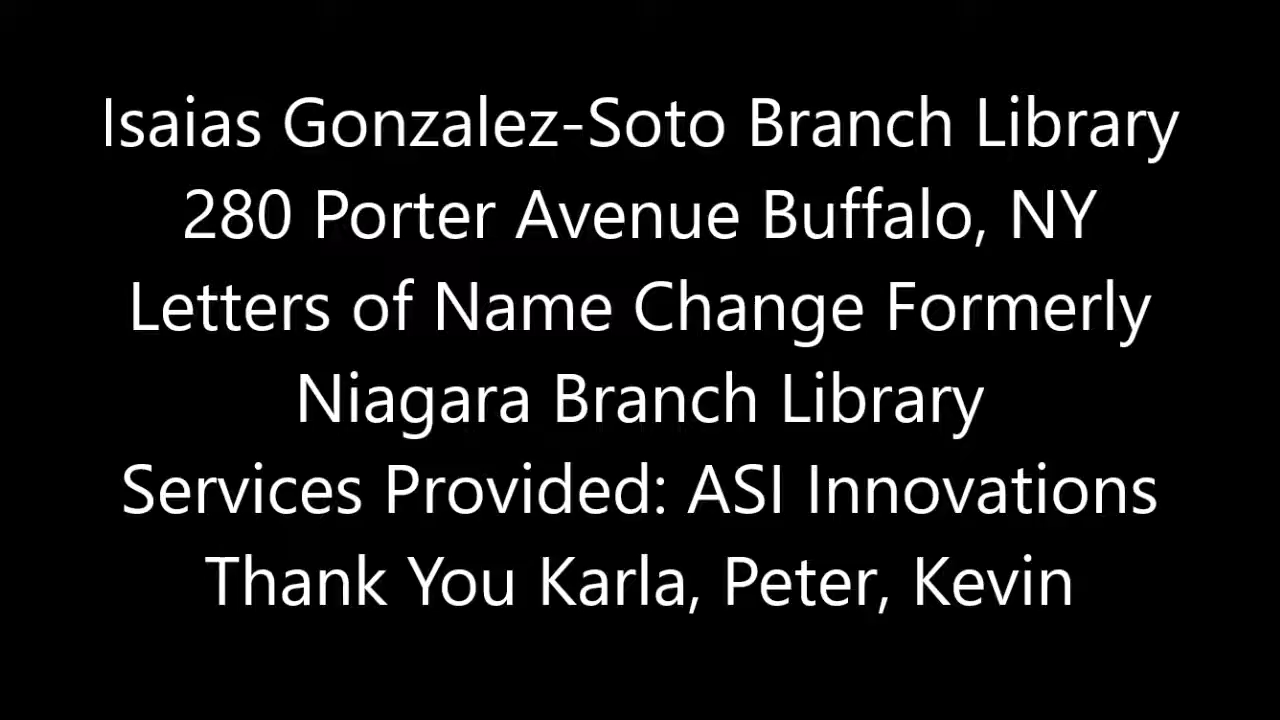 Isaias Gonzalez-Soto Branch Library
280 Porter Avenue Buffalo, NY
Letters of Name Change Formerly
Niagara Branch Library
Services Provided: ASI Innovations
Thank You Karla, Peter, Kevin